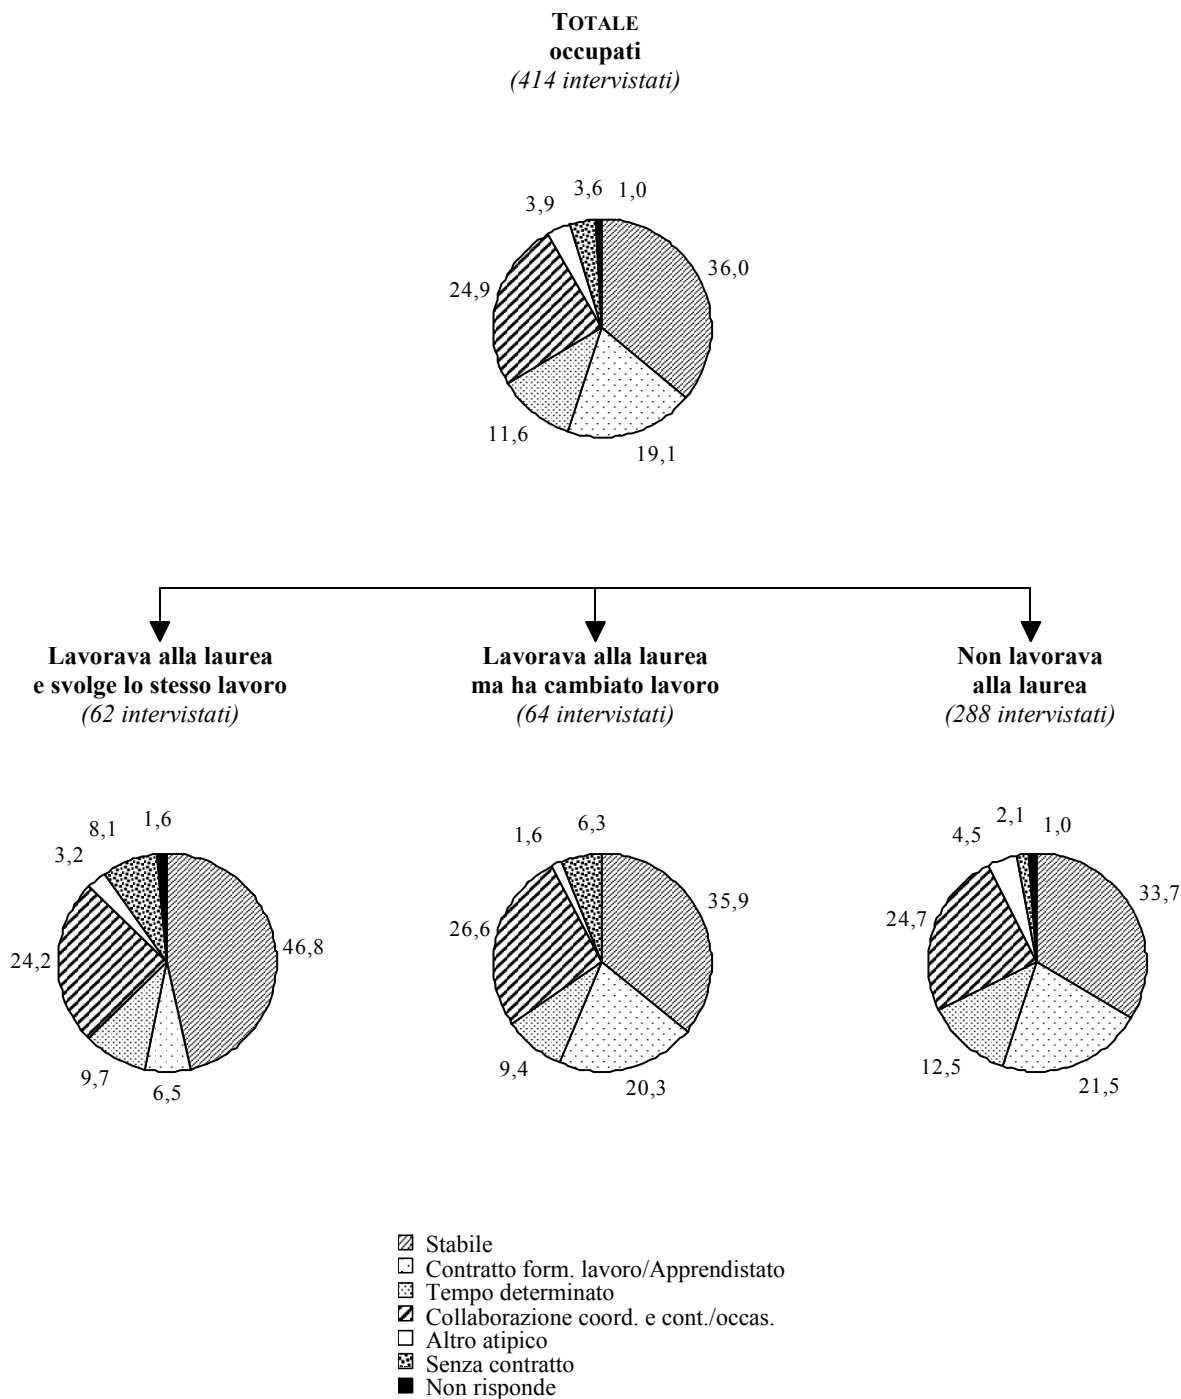 TOTALE
occupati
(414 intervistati)
3,9
3,6
1,0
24,9
36,0
11,6
19,1
Lavorava alla laurea
e svolge lo stesso lavoro
(62 intervistati)
Lavorava alla laurea
ma ha cambiato lavoro
(64 intervistati)
Non lavorava
alla laurea
(288 intervistati)
3,2
8,1
1,6
24,2
46,8
9,7
6,5
1,6
6,3
26,6
35,9
9,4
20,3
4,5
2,1
1,0
24,7
33,7
12,5
21,5
Stabile
Contratto form. lavoro/Apprendistato
Tempo determinato
Collaborazione coord. e cont./occas.
Altro atipico
Senza contratto
Non risponde